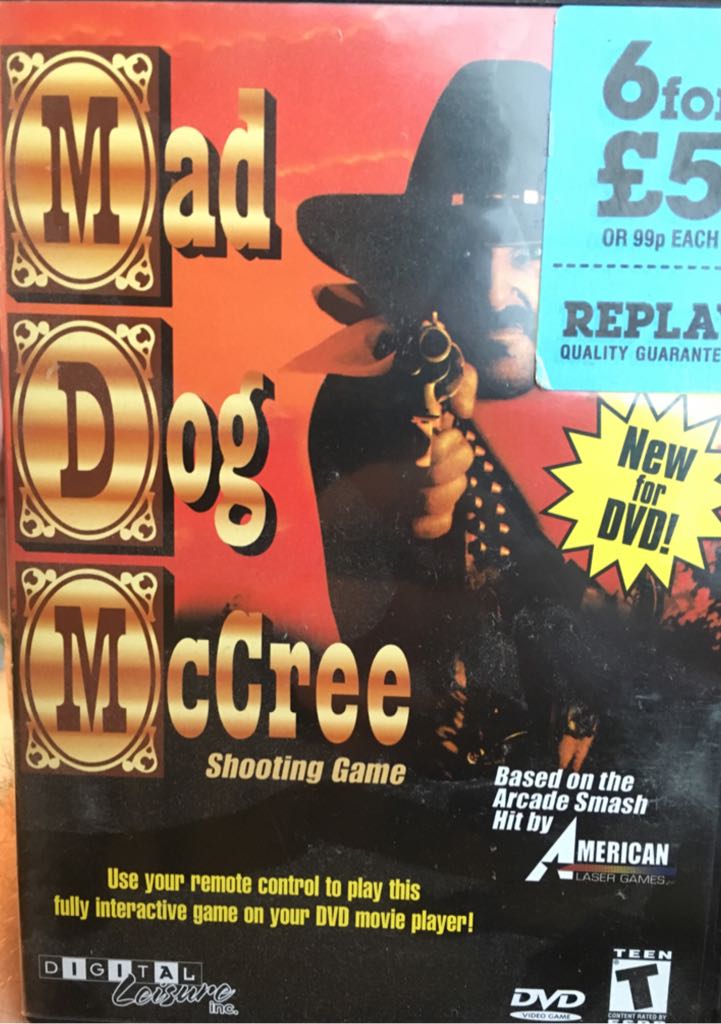 Mad
Dog
McCree
Shooting Game
6 for
£5
OR 99p EACH
REPLAY
QUALITY
New
for
DVD!
Based on the
Arcade Smash
Hit by
AMERICAN
LASER GAMES
Use your remote control to play this
fully interactive game on your DVD movie player!
DIGITAL
Leisure
Inc.
DVD
VIDEO GAME
TEEN
T
CONTENT RATED BY